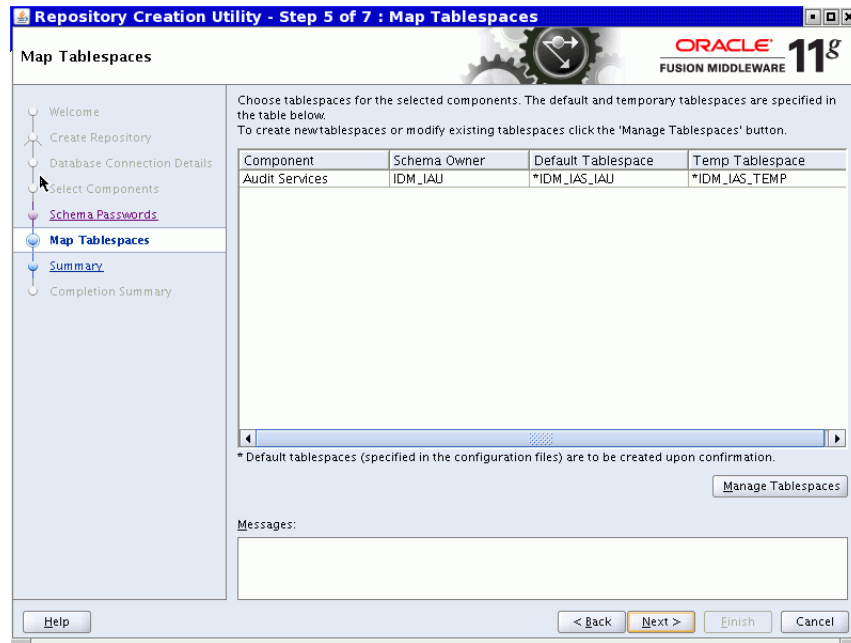 Repository Creation Utility - Step 5 of 7 : Map Tablespaces
Map Tablespaces
ORACLE
FUSION MIDDLEWARE
11g
Welcome
Create Repository
Database Connection Details
Select Components
Schema Passwords
Map Tablespaces
Summary
Completion Summary
Choose tablespaces for the selected components. The default and temporary tablespaces are specified in
the table below.
To create new tablespaces or modify existing tablespaces click the 'Manage Tablespaces' button.
Component Schema Owner Default Tablespace Temp Tablespace
Audit Services IDM_IAU *IDM_IAS_IAU *IDM_IAS_TEMP
* Default tablespaces (specified in the configuration files) are to be created upon confirmation.
Manage Tablespaces
Messages:
Help < Back Next > Finish Cancel